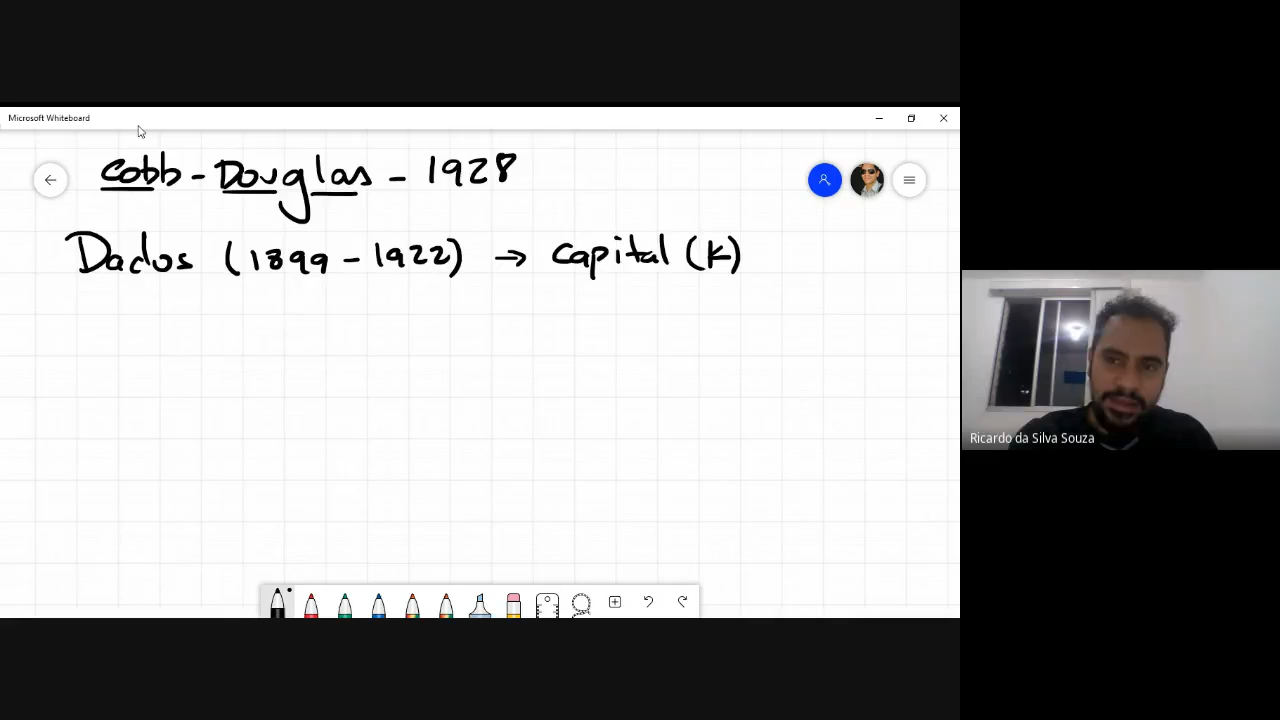 Microsoft Whiteboard
Cobb-Douglas - 1928
Dados (1899-1922) → Capital (K)
Ricardo da Silva Souza